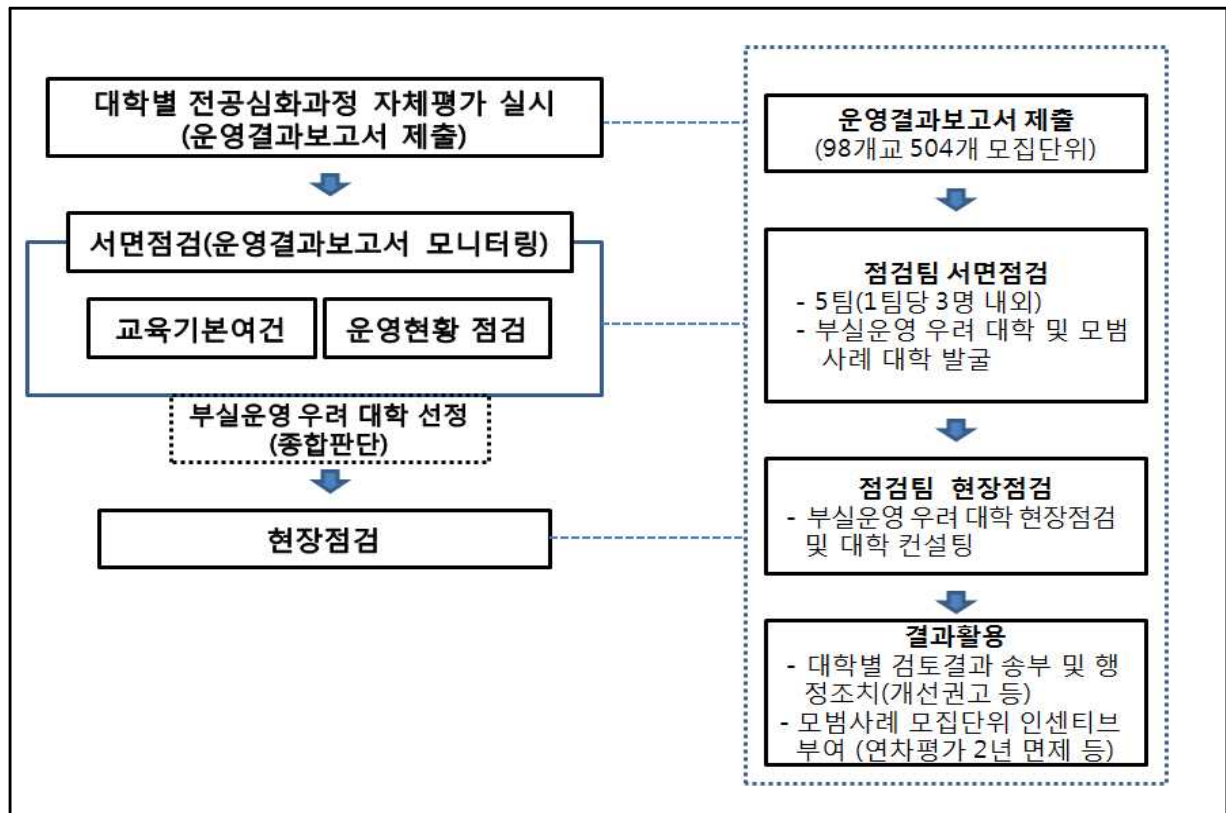 대학별 전공심화과정 자체평가 실시
(운영결과보고서 제출)
서면점검(운영결과보고서 모니터링)
교육기본여건
운영현황 점검
부실운영 우려 대학 선정
(종합판단)
현장점검
운영결과보고서 제출
(98개교 504개 모집단위)
점검팀 서면점검
- 5팀(1팀당 3명 내외)
- 부실운영 우려 대학 및 모범
사례 대학 발굴
점검팀 현장점검
- 부실운영 우려 대학 현장점검
및 대학 컨설팅
결과활용
- 대학별 검토결과 송부 및 행
정조치(개선권고 등)
- 모범사례 모집단위 인센티브
부여 (연차평가 2년 면제 등)